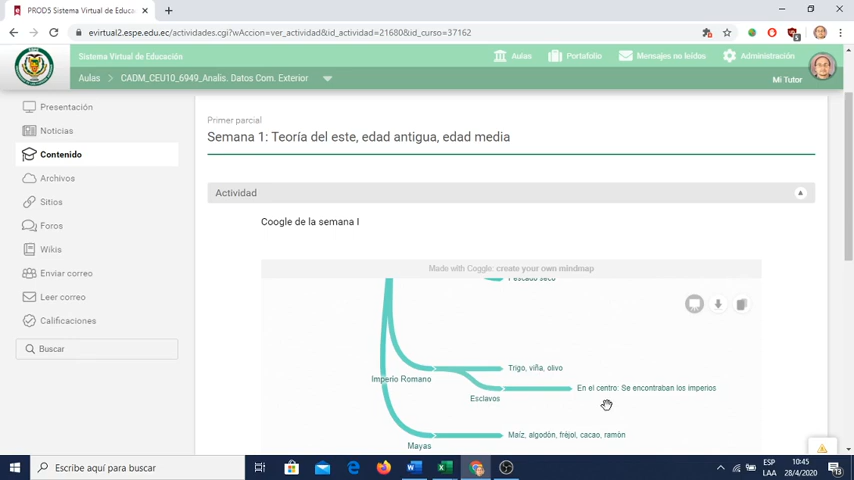 PROD5 Sistema Virtual de Educac
evirtual2.espe.edu.ec/actividades.cgi?wAccion=ver_actividad&id_actividad=21680&id_curso=37162
Sistema Virtual de Educación
Aulas
Portafolio
Mensajes no leídos
Administración
Aulas
CADM_CEU10_6949_Analis. Datos Com. Exterior
Mi Tutor
Presentación
Noticias
Contenido
Archivos
Sitios
Foros
Wikis
Enviar correo
Leer correo
Calificaciones
Buscar
Primer parcial
Semana 1: Teoría del este, edad antigua, edad media
Actividad
Coogle de la semana I
Made with Coggle: create your own mindmap
Pescado seco
Imperio Romano
Trigo, viña, olivo
Esclavos
En el centro: Se encontraban los imperios
Mayas
Maíz, algodón, fréjol, cacao, ramón
Escribe aquí para buscar
ESP
LAA
10:45
28/4/2020